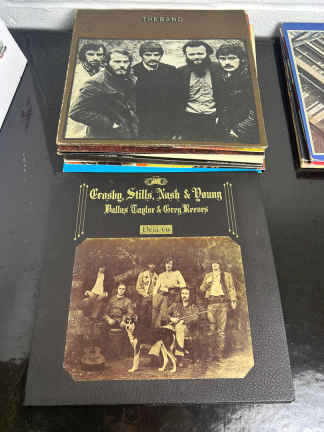 THE BAND
Crosby, Stills, Nash & Young
Dallas Taylor & Greg Reeves
Déjà vu